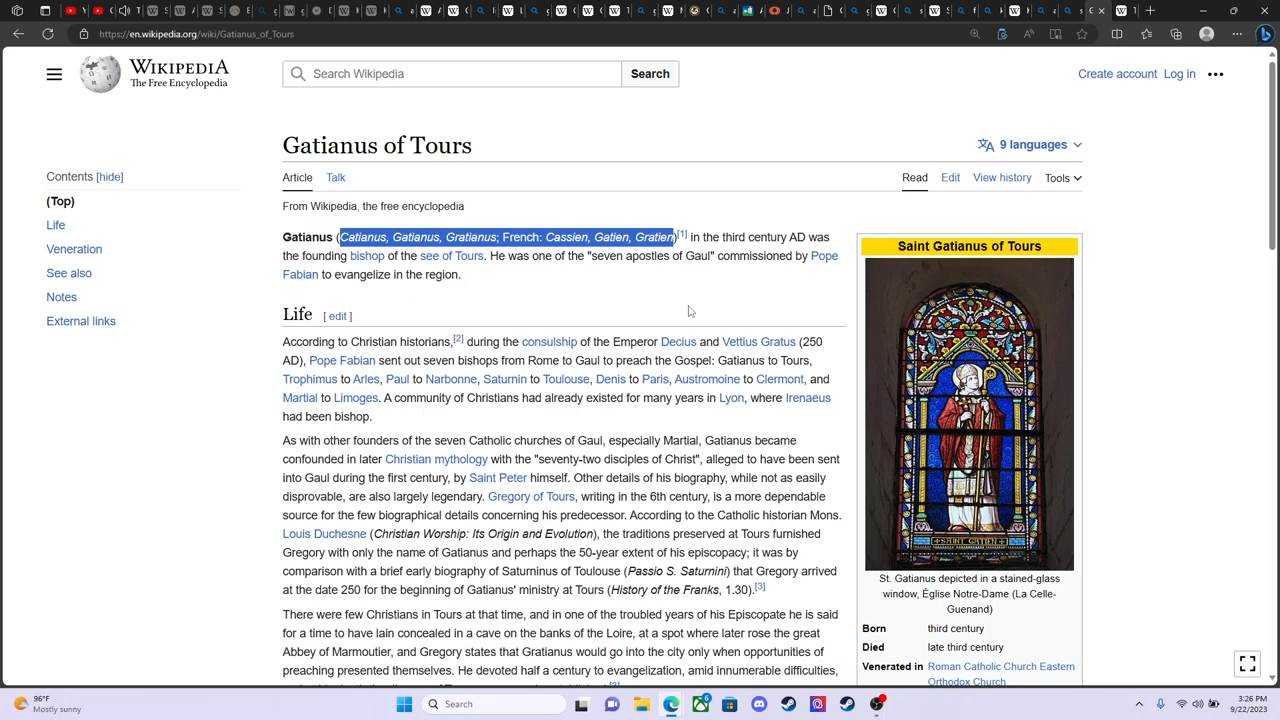 https://en.wikipedia.org/wiki/Gatianus_of_Tours
WIKIPEDIA
The Free Encyclopedia
Search Wikipedia
Search
Create account Log in
Gatianus of Tours
9 languages
Article Talk
Read Edit View history Tools
From Wikipedia, the free encyclopedia
Contents [hide]
(Top)
Life
Veneration
See also
Notes
External links
Gatianus (Catianus, Gatianus, Gratianus; French: Cassien, Gatien, Gratien)[1] in the third century AD was
the founding bishop of the see of Tours. He was one of the "seven apostles of Gaul" commissioned by Pope
Fabian to evangelize in the region.
Life [ edit ]
According to Christian historians,[2] during the consulship of the Emperor Decius and Vettius Gratus (250
AD), Pope Fabian sent out seven bishops from Rome to Gaul to preach the Gospel: Gatianus to Tours,
Trophimus to Arles, Paul to Narbonne, Saturnin to Toulouse, Denis to Paris, Austromoine to Clermont, and
Martial to Limoges. A community of Christians had already existed for many years in Lyon, where Irenaeus
had been bishop.
As with other founders of the seven Catholic churches of Gaul, especially Martial, Gatianus became
confounded in later Christian mythology with the "seventy-two disciples of Christ", alleged to have been sent
into Gaul during the first century, by Saint Peter himself. Other details of his biography, while not as easily
disprovable, are also largely legendary. Gregory of Tours, writing in the 6th century, is a more dependable
source for the few biographical details concerning his predecessor. According to the Catholic historian Mons.
Louis Duchesne (Christian Worship: Its Origin and Evolution), the traditions preserved at Tours furnished
Gregory with only the name of Gatianus and perhaps the 50-year extent of his episcopacy; it was by
comparison with a brief early biography of Saturninus of Toulouse (Passio S. Saturnini) that Gregory arrived
at the date 250 for the beginning of Gatianus' ministry at Tours (History of the Franks, 1.30).[3]
There were few Christians in Tours at that time, and in one of the troubled years of his Episcopate he is said
for a time to have lain concealed in a cave on the banks of the Loire, at a spot where later rose the great
Abbey of Marmoutier, and Gregory states that Gratianus would go into the city only when opportunities of
preaching presented themselves. He devoted half a century to evangelization, amid innumerable difficulties,
Saint Gatianus of Tours
SAINT GATIEN
St. Gatianus depicted in a stained-glass
window, Église Notre-Dame (La Celle-
Guenand)
Born third century
Died late third century
Venerated in Roman Catholic Church Eastern
Orthodox Church
96°F
Mostly sunny
Search
6
3:26 PM
9/22/2023